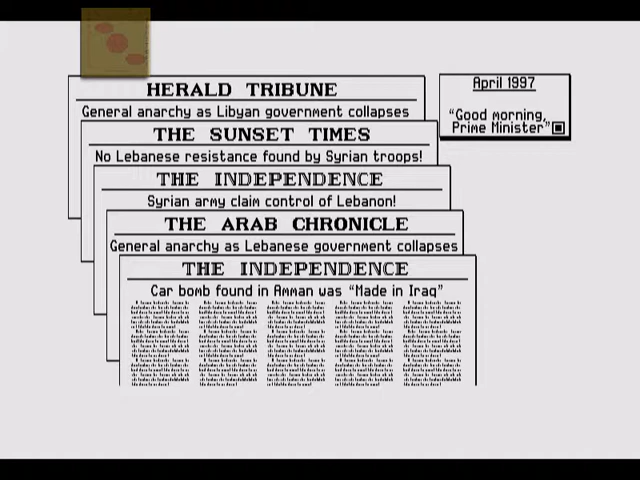 HERALD TRIBUNE
General anarchy as Libyan government collapses
THE SUNSET TIMES
No Lebanese resistance found by Syrian troops!
THE INDEPENDENCE
Syrian army claim control of Lebanon!
THE ARAB CHRONICLE
General anarchy as Lebanese government collapses
THE INDEPENDENCE
Car bomb found in Amman was “Made in Iraq”
April 1997
“Good morning,
Prime Minister”